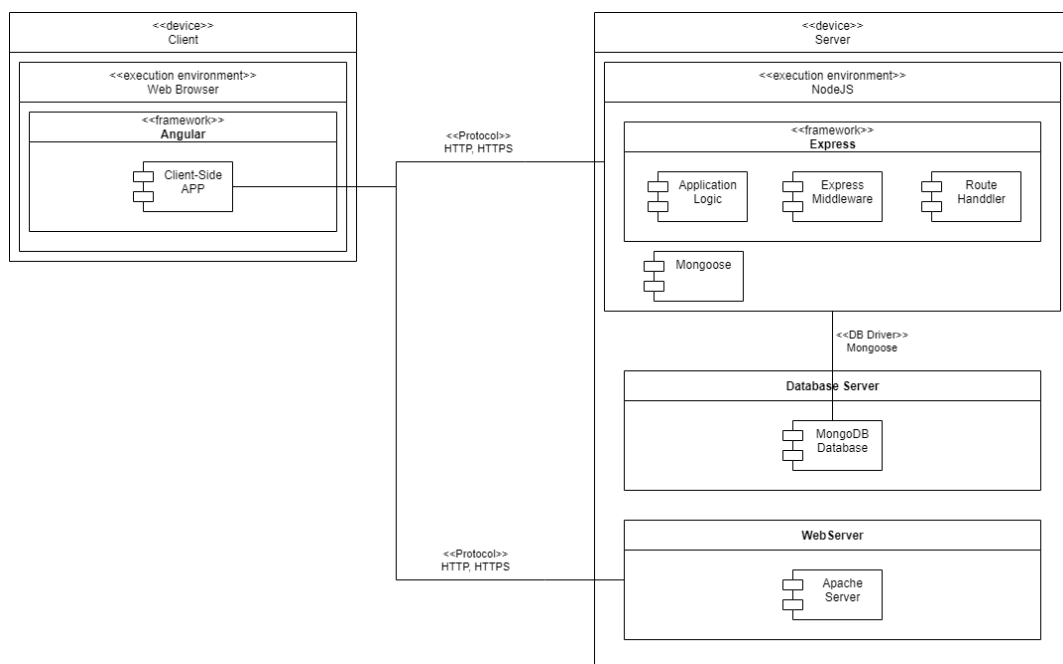 <<device>>
Client
<<execution environment>>
Web Browser
<<framework>>
Angular
Client-Side
APP
<<Protocol>>
HTTP, HTTPS
<<device>>
Server
<<execution environment>>
NodeJS
<<framework>>
Express
Application
Logic
Express
Middleware
Route
Handdler
Mongoose
<<DB Driver>>
Mongoose
Database Server
MongoDB
Database
<<Protocol>>
HTTP, HTTPS
WebServer
Apache
Server